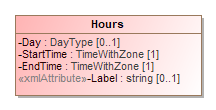 Hours
-Day : DayType [0..1]
-StartTime : TimeWithZone [1]
-EndTime : TimeWithZone [1]
«xmlAttribute»-Label : string [0..1]